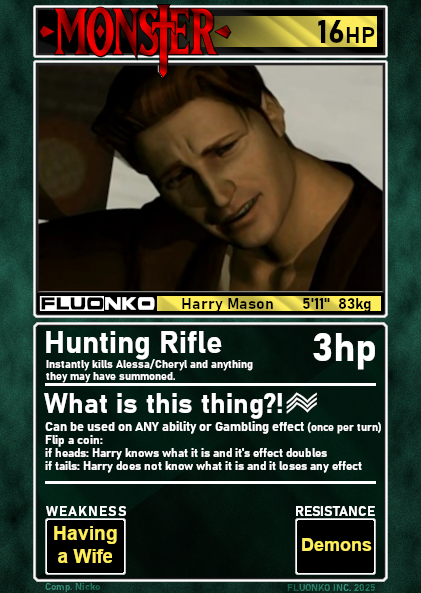 MONSTER
16HP
FLUONKO
Harry Mason 5'11" 83kg
Hunting Rifle
3hp
Instantly kills Alessa/Cheryl and anything
they may have summoned.
What is this thing?!
Can be used on ANY ability or Gambling effect (once per turn)
Flip a coin:
if heads: Harry knows what it is and it's effect doubles
if tails: Harry does not know what it is and it loses any effect
WEAKNESS
RESISTANCE
Having
a Wife
Demons
Comp. Nicko
FLUONKO INC. 2025